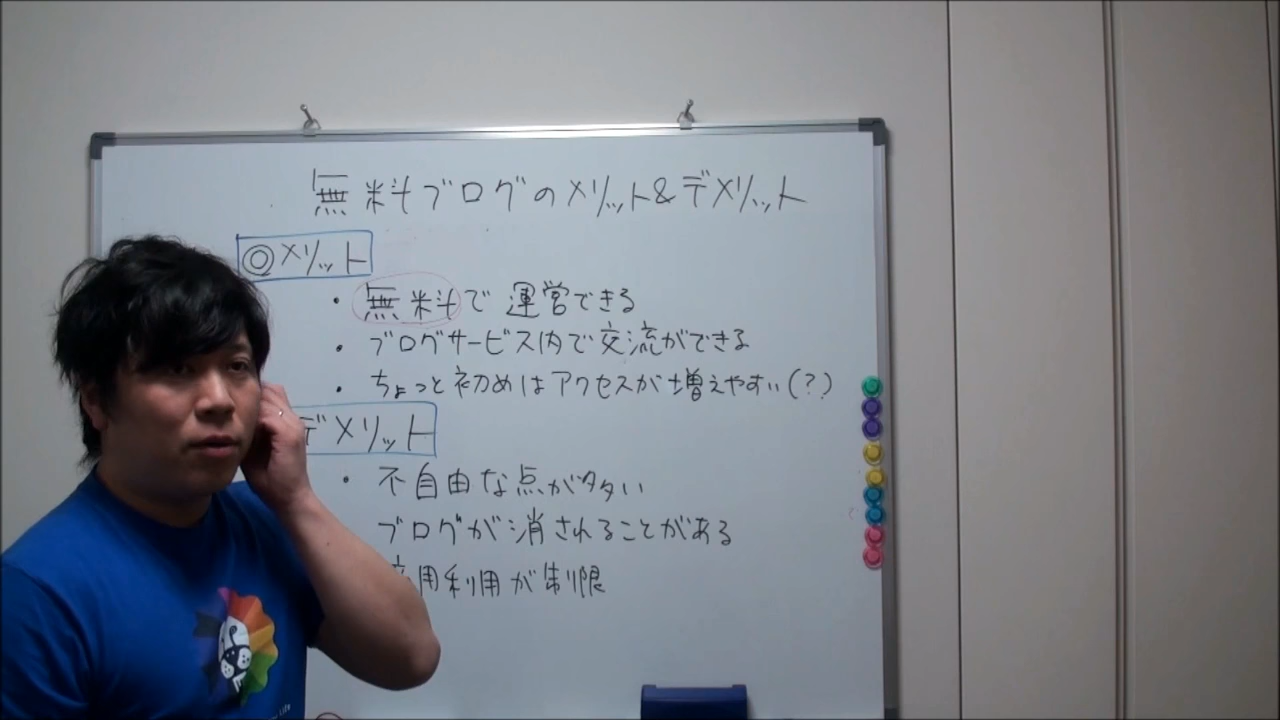 無料ブログのメリット&デメリット
◎メリット
・無料で運営できる
・ブログサービス内で交流ができる
・ちょっと初めはアクセスが増えやすい(?)
デメリット
・不自由な点が多い
ブログが消されることがある
用利用が制限